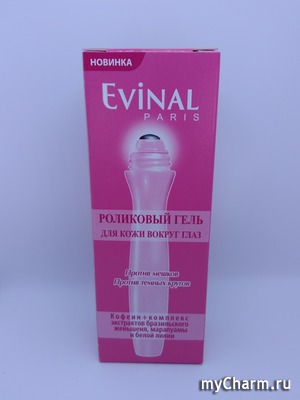 НОВИНКА
EViNAL
PARIS
РОЛИКОВЫЙ ГЕЛЬ
ДЛЯ КОЖИ ВОКРУГ ГЛАЗ
Против мешков
Против темных кругов
Кофеин+комплекс
экстрактов бразильского
женьшеня, марапуамы
и белой лилии
myCharm.ru